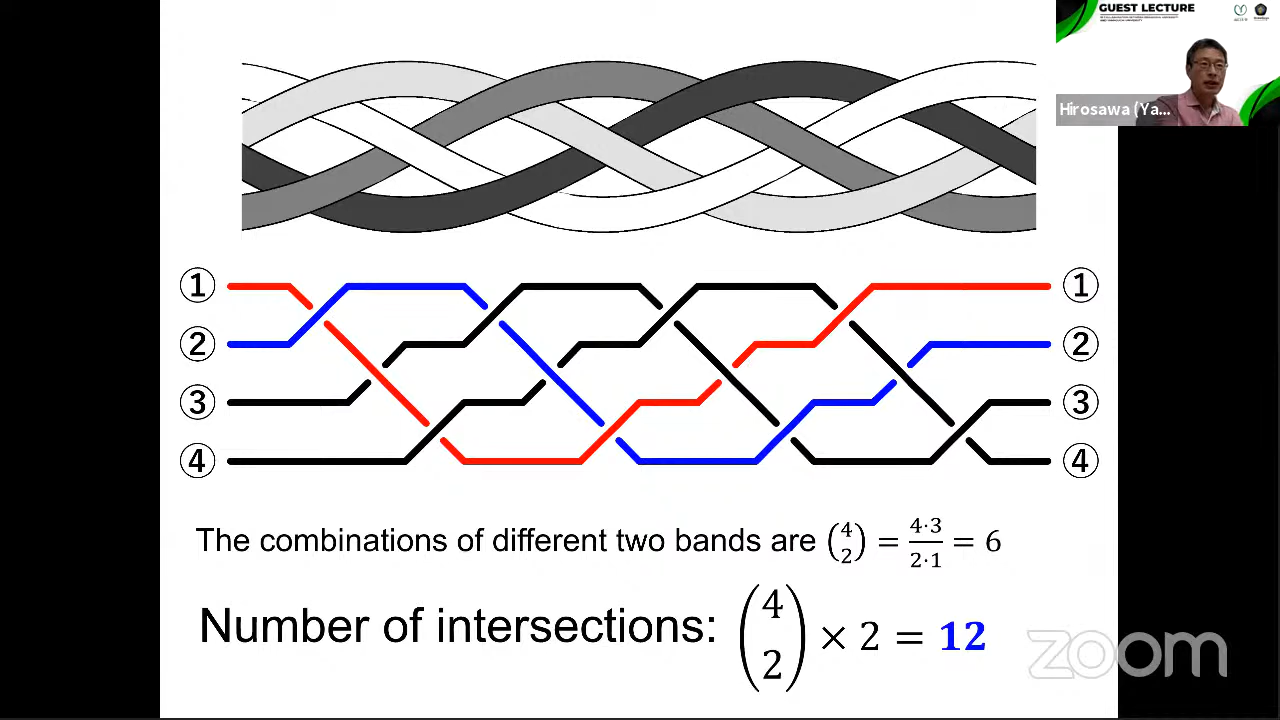 GUEST LECTURE
Hirosawa (Ya...
① ①
② ②
③ ③
④ ④
The combinations of different two bands are (4 2) = 4·3/2·1 = 6
Number of intersections: (4 2) × 2 = 12
zoom